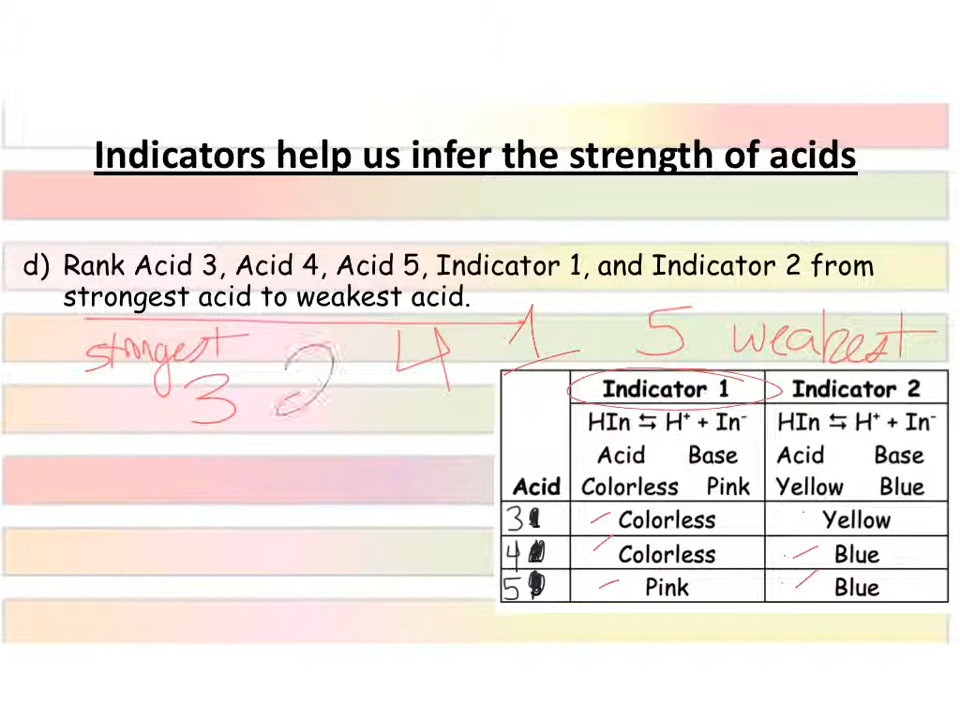 Indicators help us infer the strength of acids
d) Rank Acid 3, Acid 4, Acid 5, Indicator 1, and Indicator 2 from
strongest acid to weakest acid.
strongest 3 2 4 1 5 weakest
Indicator 1 Indicator 2
HIn ⇆ H⁺ + In⁻ HIn ⇆ H⁺ + In⁻
Acid Base Acid Base
Acid Colorless Pink Yellow Blue
3 Colorless Yellow
4 Colorless Blue
5 Pink Blue